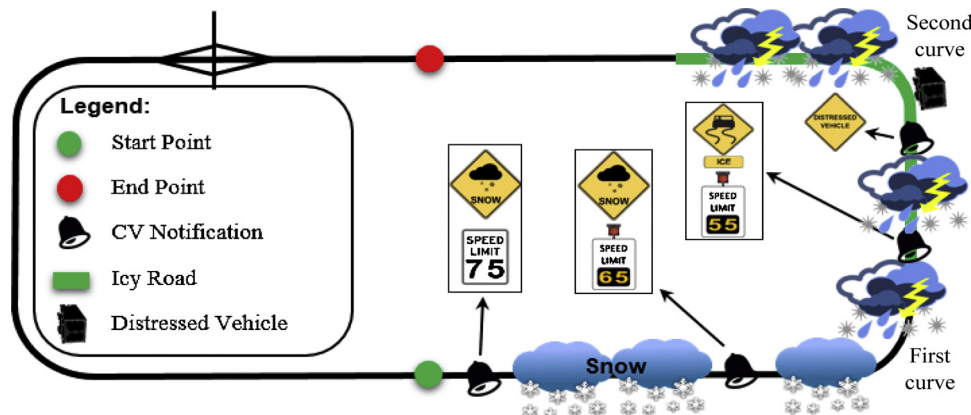 Second
curve
Legend:
Start Point
End Point
CV Notification
Icy Road
Distressed Vehicle
SNOW
SPEED
LIMIT
75
SNOW
SPEED
LIMIT
65
ICE
SPEED
LIMIT
55
DISTRESSED
VEHICLE
Snow
First
curve